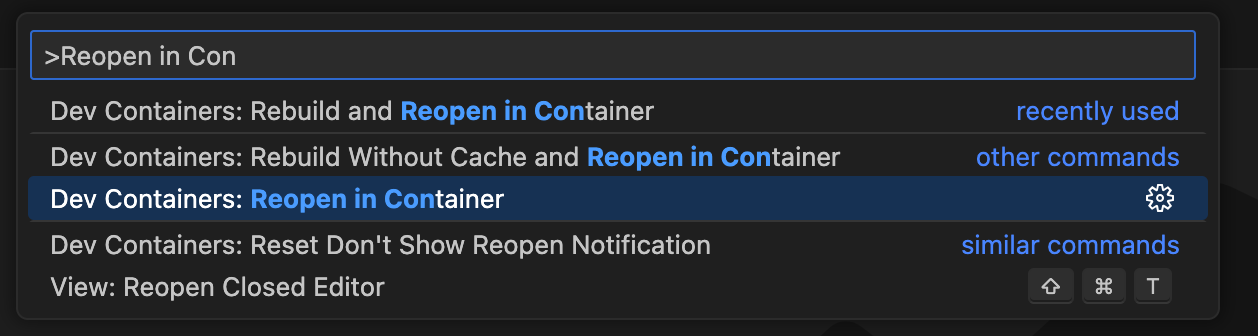 >Reopen in Con
Dev Containers: Rebuild and Reopen in Container recently used
Dev Containers: Rebuild Without Cache and Reopen in Container other commands
Dev Containers: Reopen in Container
Dev Containers: Reset Don't Show Reopen Notification similar commands
View: Reopen Closed Editor ⇧ ⌘ T